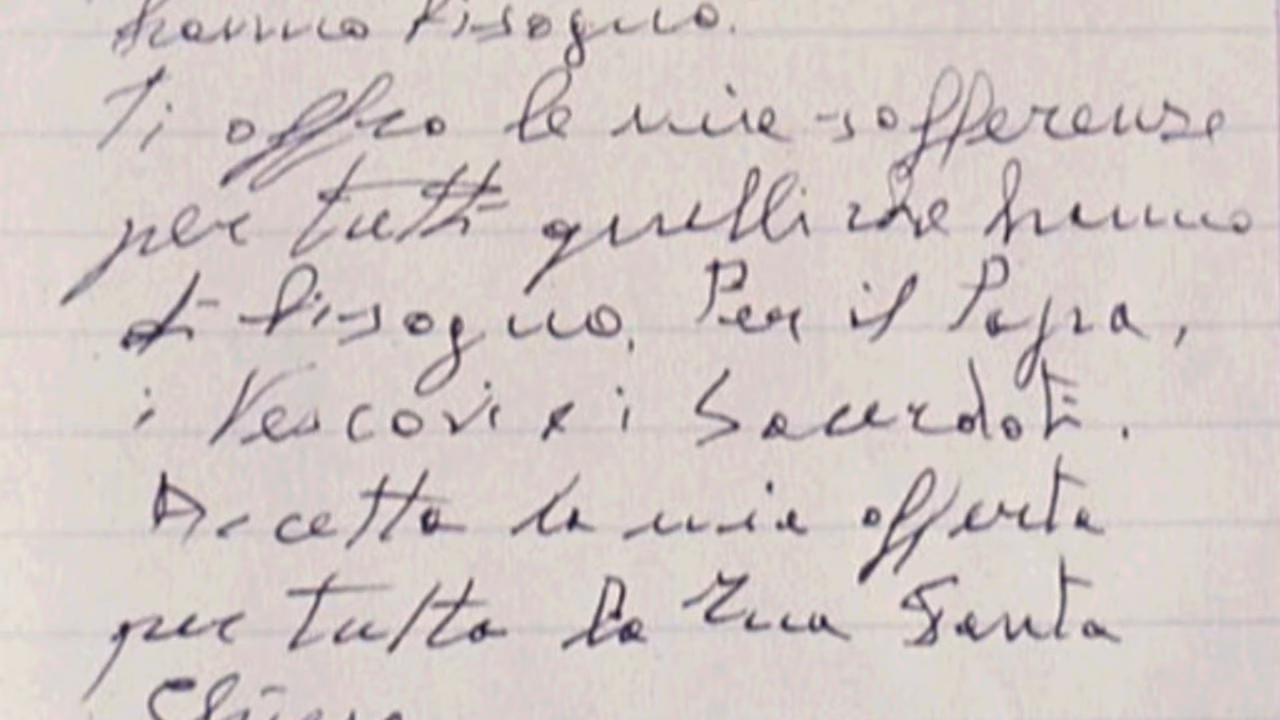 hanno bisogno.
Ti offro le mie sofferenze
per tutti quelli che hanno
di bisogno. Per il Papa,
i Vescovi e i Sacerdoti.
Accetta la mia offerta
per tutta la Tua Santa
Chiesa